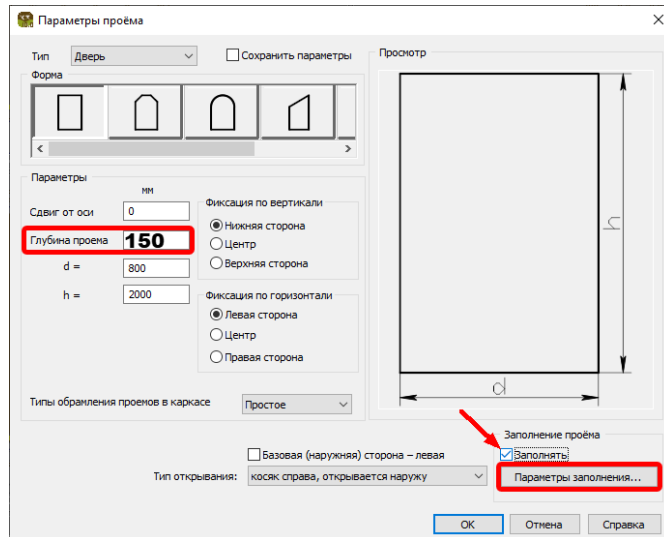 Параметры проёма
Тип Дверь Сохранить параметры
Просмотр
Форма
Параметры
мм
Сдвиг от оси 0
Глубина проема 150
d = 800
h = 2000
Фиксация по вертикали
Нижняя сторона
Центр
Верхняя сторона
Фиксация по горизонтали
Левая сторона
Центр
Правая сторона
h
d
Типы обрамления проемов в каркасе Простое
Заполнение проёма
Базовая (наружняя) сторона – левая
Заполнять
Тип открывания: косяк справа, открывается наружу
Параметры заполнения...
ОК Отмена Справка